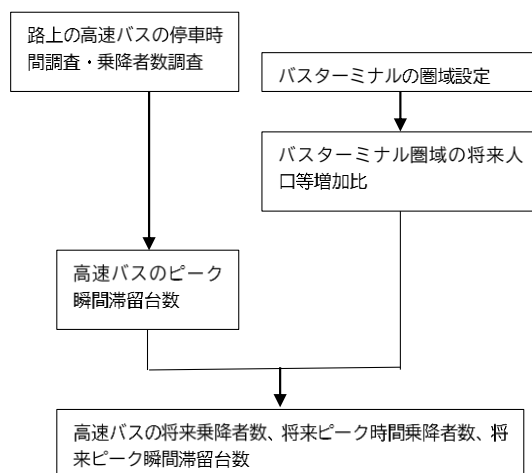 路上の高速バスの停車時
間調査・乗降者数調査
バスターミナルの圏域設定
バスターミナル圏域の将来人
口等増加比
高速バスのピーク
瞬間滞留台数
高速バスの将来乗降者数、将来ピーク時間乗降者数、将
来ピーク瞬間滞留台数